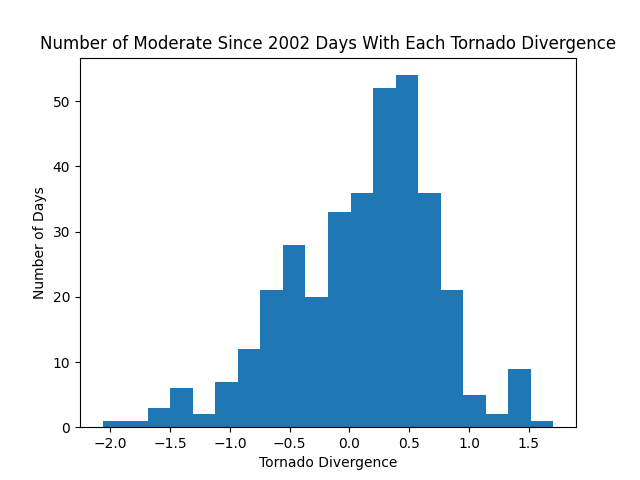 Number of Moderate Since 2002 Days With Each Tornado Divergence
50
40
30
20
10
0
Number of Days
−2.0 −1.5 −1.0 −0.5 0.0 0.5 1.0 1.5
Tornado Divergence